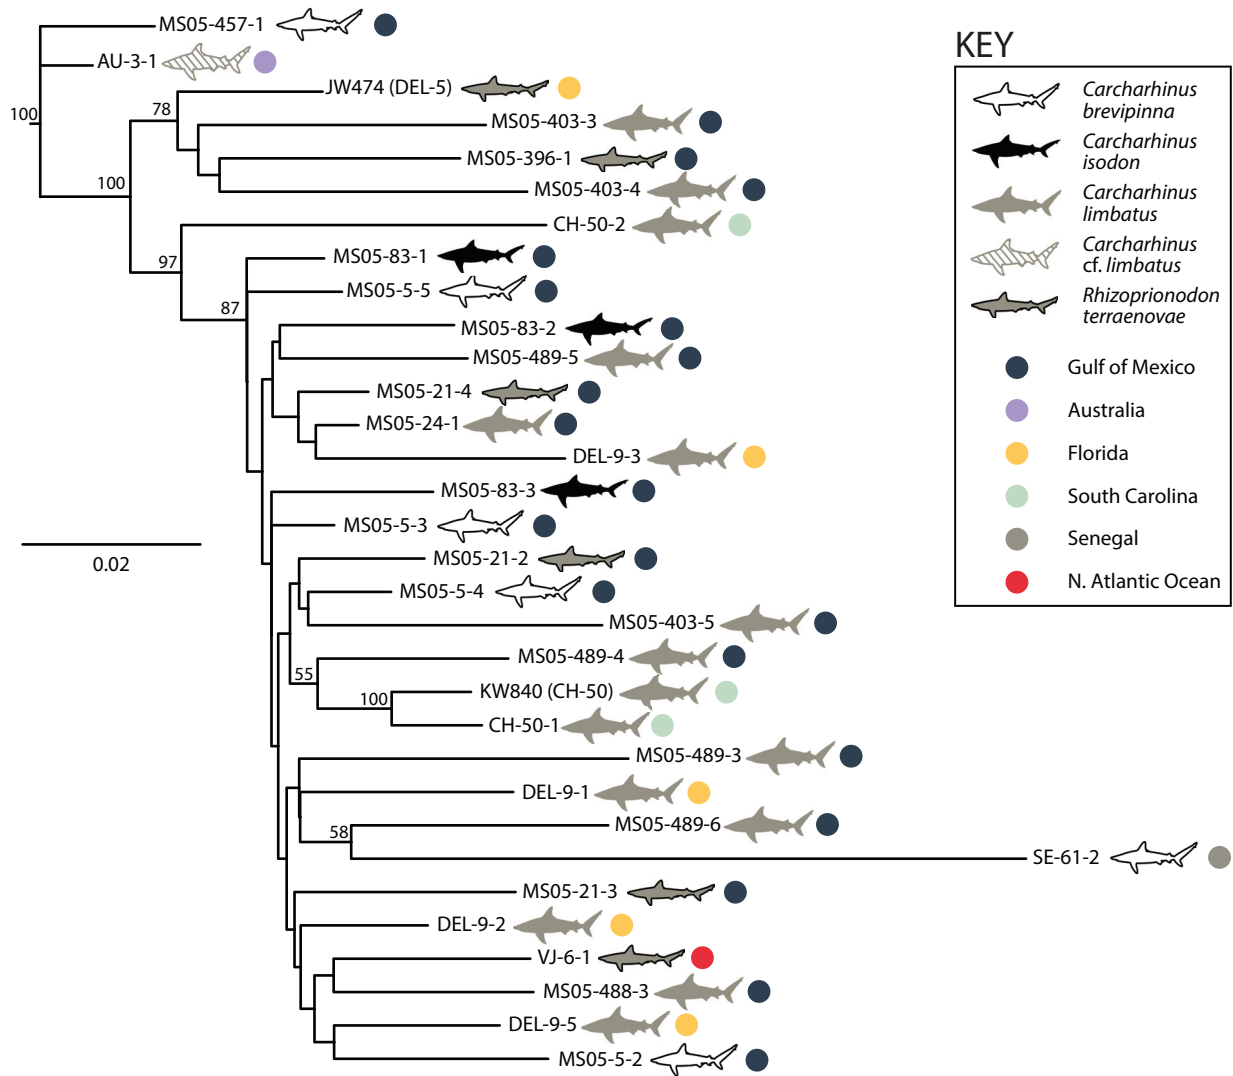 MS05-457-1
AU-3-1
100
JW474 (DEL-5)
78
MS05-403-3
MS05-396-1
MS05-403-4
100
CH-50-2
97
MS05-83-1
MS05-5-5
87
MS05-83-2
MS05-489-5
MS05-21-4
MS05-24-1
DEL-9-3
MS05-83-3
MS05-5-3
MS05-21-2
MS05-5-4
MS05-403-5
MS05-489-4
55
KW840 (CH-50)
100
CH-50-1
MS05-489-3
DEL-9-1
MS05-489-6
58
SE-61-2
MS05-21-3
DEL-9-2
VJ-6-1
MS05-488-3
DEL-9-5
MS05-5-2
0.02
KEY
Carcharhinus
brevipinna
Carcharhinus
isodon
Carcharhinus
limbatus
Carcharhinus
cf. limbatus
Rhizoprionodon
terraenovae
Gulf of Mexico
Australia
Florida
South Carolina
Senegal
N. Atlantic Ocean